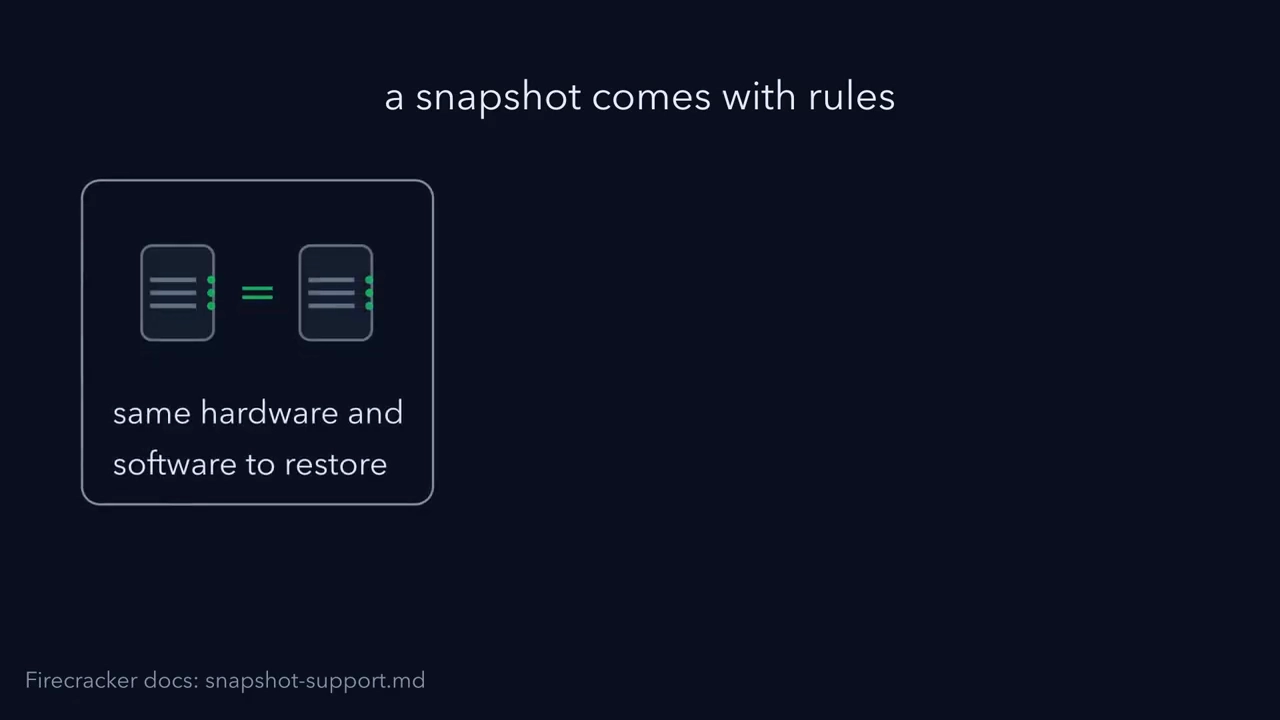 a snapshot comes with rules
same hardware and
software to restore
Firecracker docs: snapshot-support.md